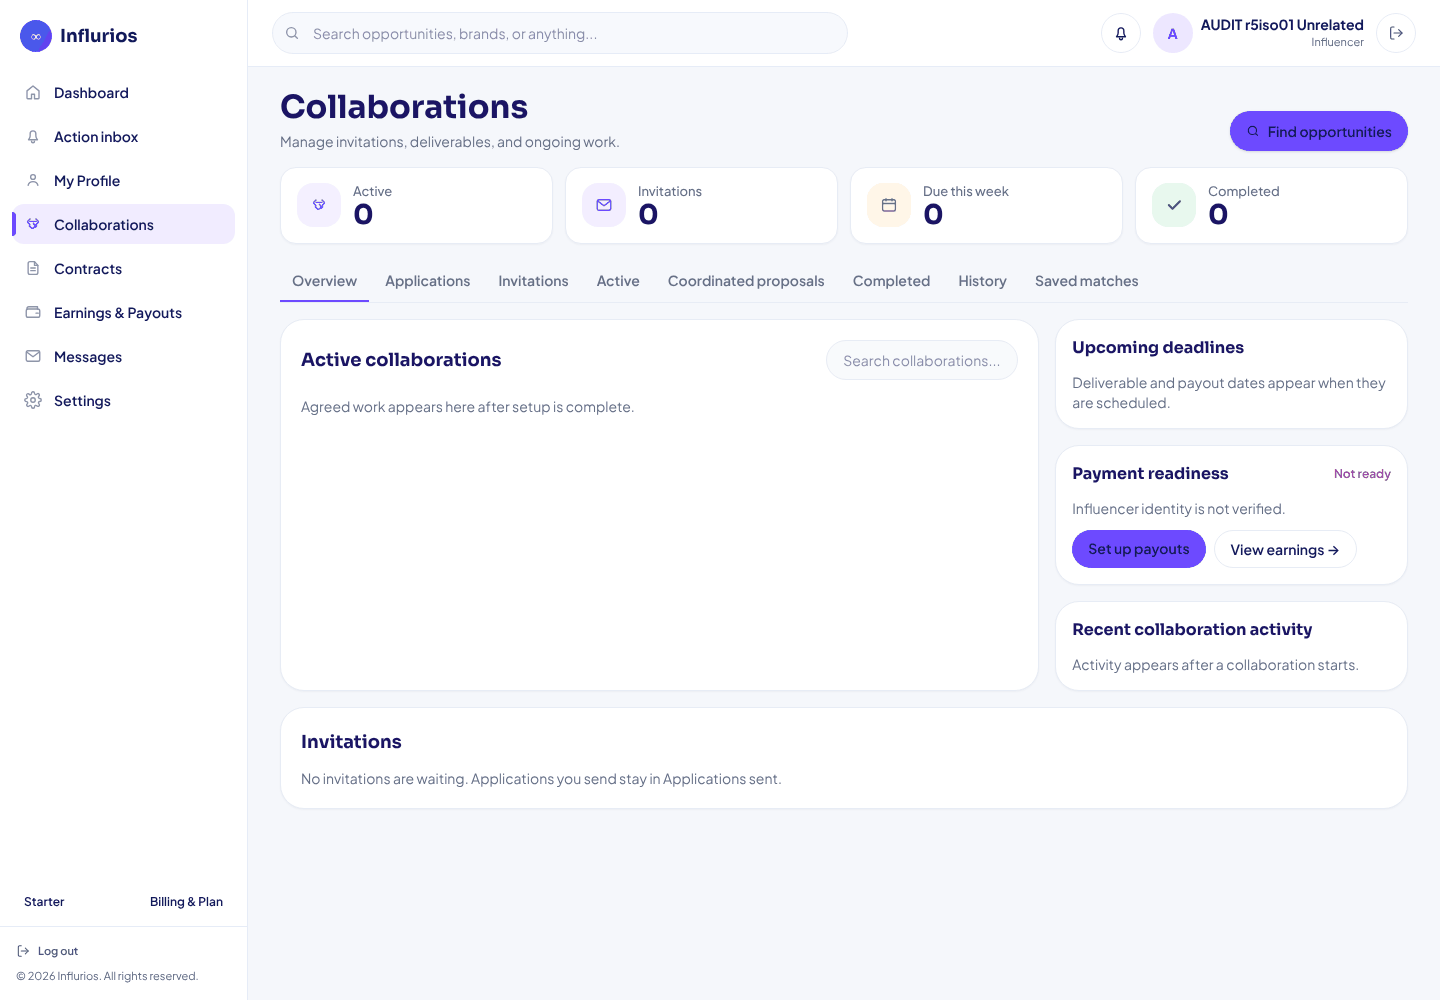 Influrios
Dashboard
Action inbox
My Profile
Collaborations
Contracts
Earnings & Payouts
Messages
Settings
Starter
Billing & Plan
Log out
© 2026 Influrios. All rights reserved.
Search opportunities, brands, or anything...
A
AUDIT r5iso01 Unrelated
Influencer
Collaborations
Manage invitations, deliverables, and ongoing work.
Find opportunities
Active
0
Invitations
0
Due this week
0
Completed
0
Overview
Applications
Invitations
Active
Coordinated proposals
Completed
History
Saved matches
Active collaborations
Search collaborations...
Agreed work appears here after setup is complete.
Upcoming deadlines
Deliverable and payout dates appear when they
are scheduled.
Payment readiness
Not ready
Influencer identity is not verified.
Set up payouts
View earnings →
Recent collaboration activity
Activity appears after a collaboration starts.
Invitations
No invitations are waiting. Applications you send stay in Applications sent.